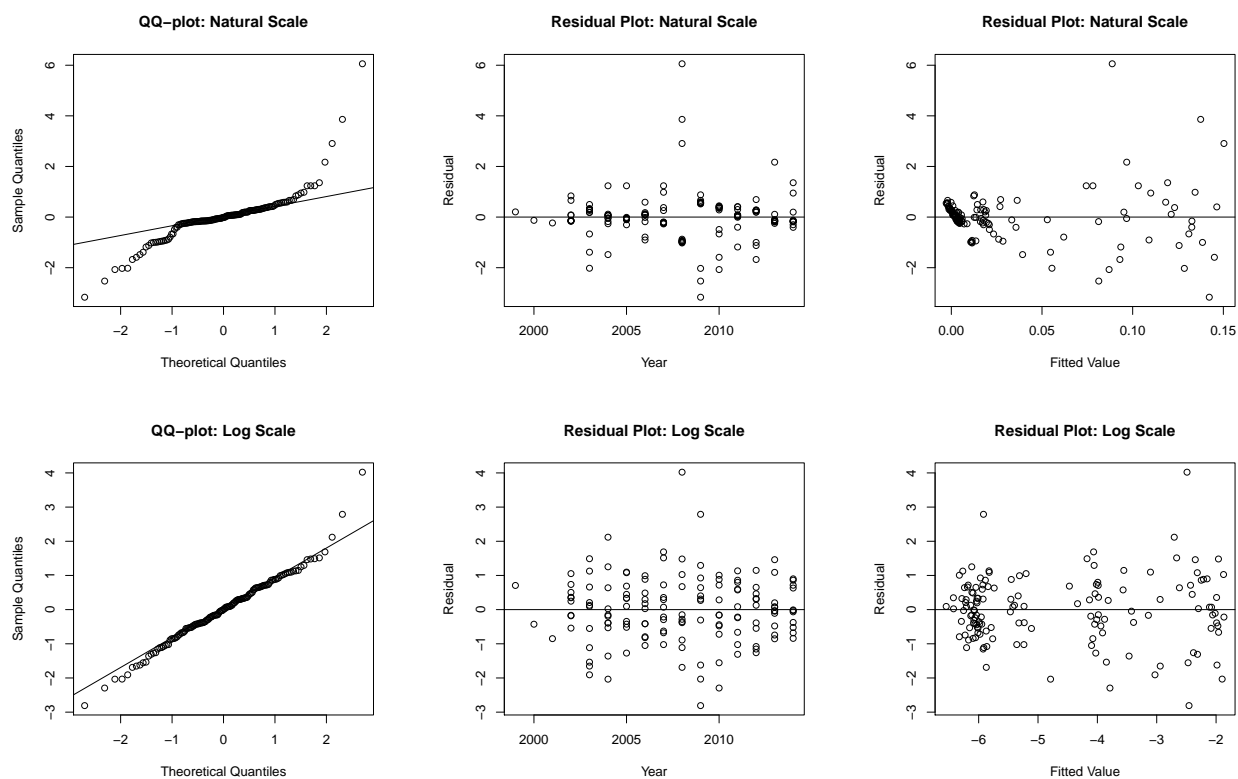 QQ−plot: Natural Scale
Sample Quantiles
6
4
2
0
−2
−2 −1 0 1 2
Theoretical Quantiles
Residual Plot: Natural Scale
Residual
6
4
2
0
−2
2000 2005 2010
Year
Residual Plot: Natural Scale
Residual
6
4
2
0
−2
0.00 0.05 0.10 0.15
Fitted Value
QQ−plot: Log Scale
Sample Quantiles
4
3
2
1
0
−1
−2
−3
−2 −1 0 1 2
Theoretical Quantiles
Residual Plot: Log Scale
Residual
4
3
2
1
0
−1
−2
−3
2000 2005 2010
Year
Residual Plot: Log Scale
Residual
4
3
2
1
0
−1
−2
−3
−6 −5 −4 −3 −2
Fitted Value